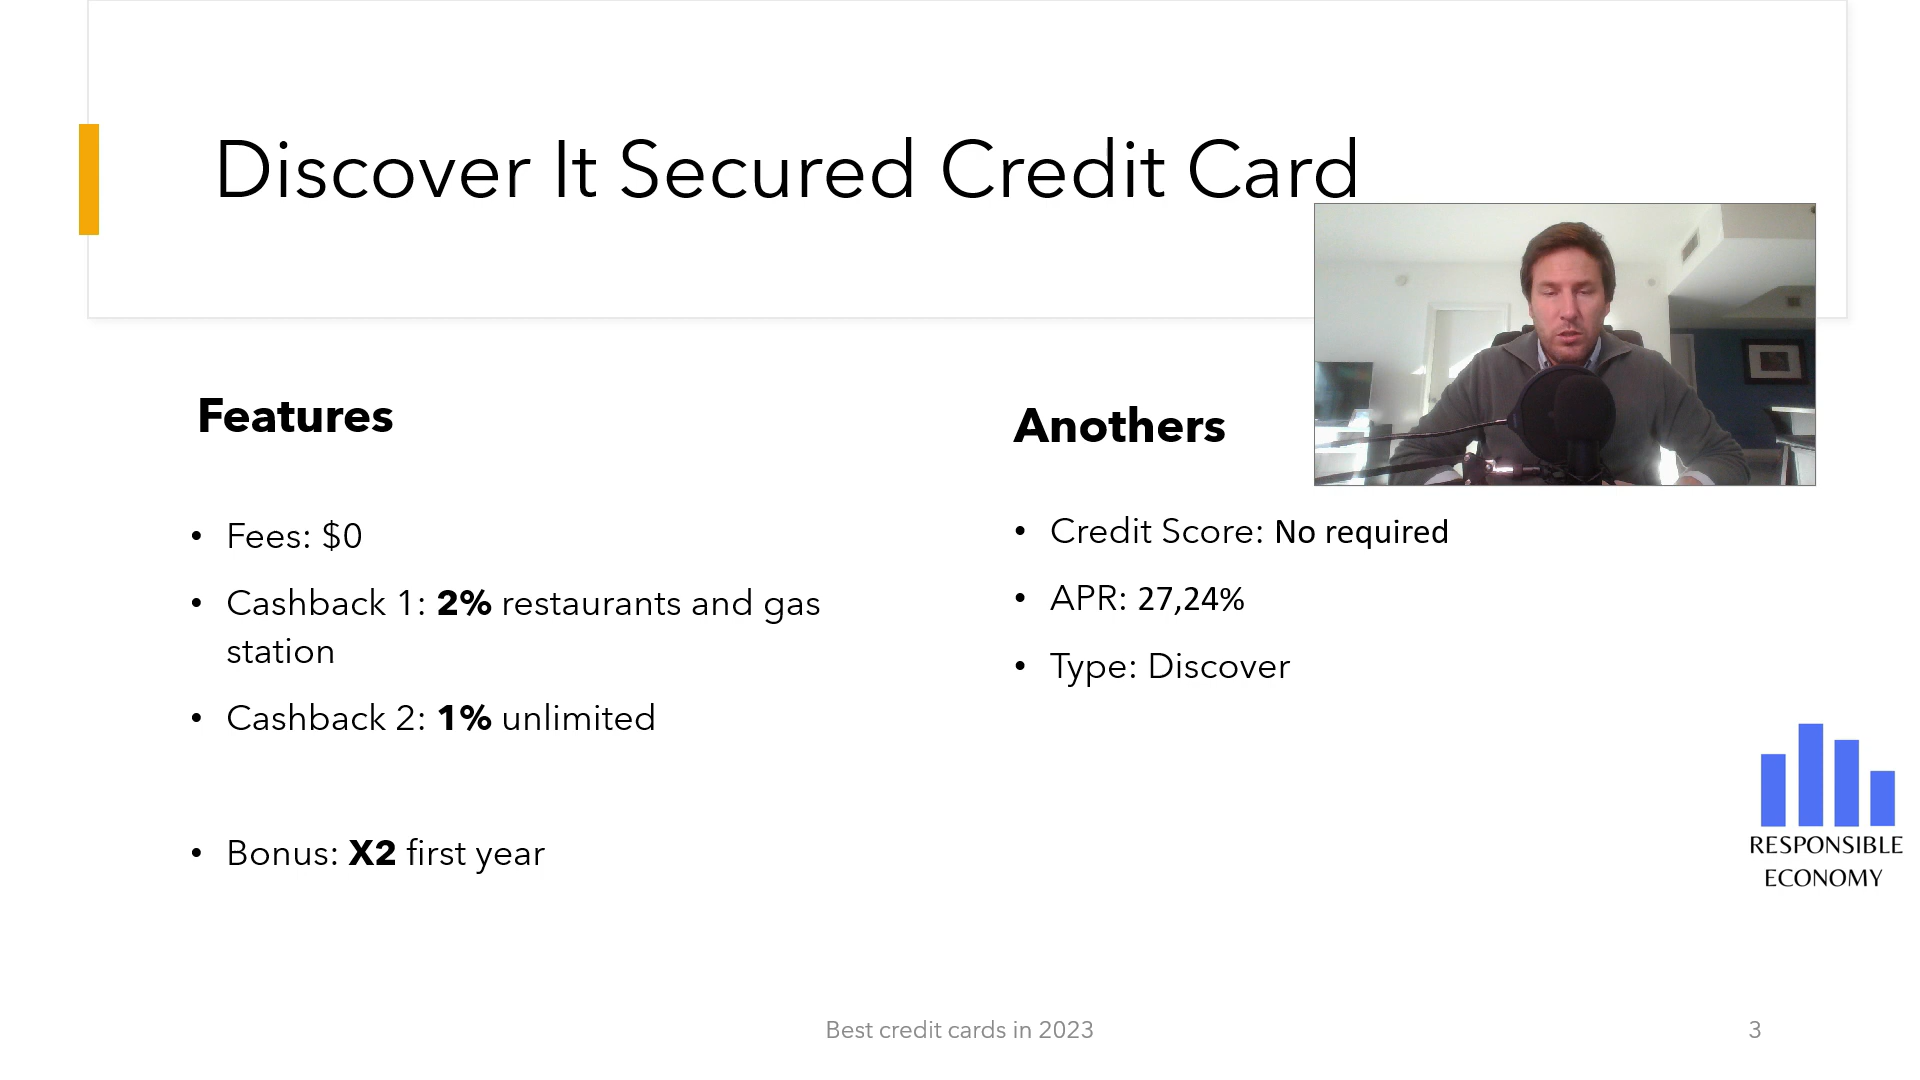 Discover It Secured Credit Card
Features
• Fees: $0
• Cashback 1: 2% restaurants and gas
station
• Cashback 2: 1% unlimited
• Bonus: X2 first year
Anothers
• Credit Score: No required
• APR: 27,24%
• Type: Discover
RESPONSIBLE
ECONOMY
Best credit cards in 2023
3